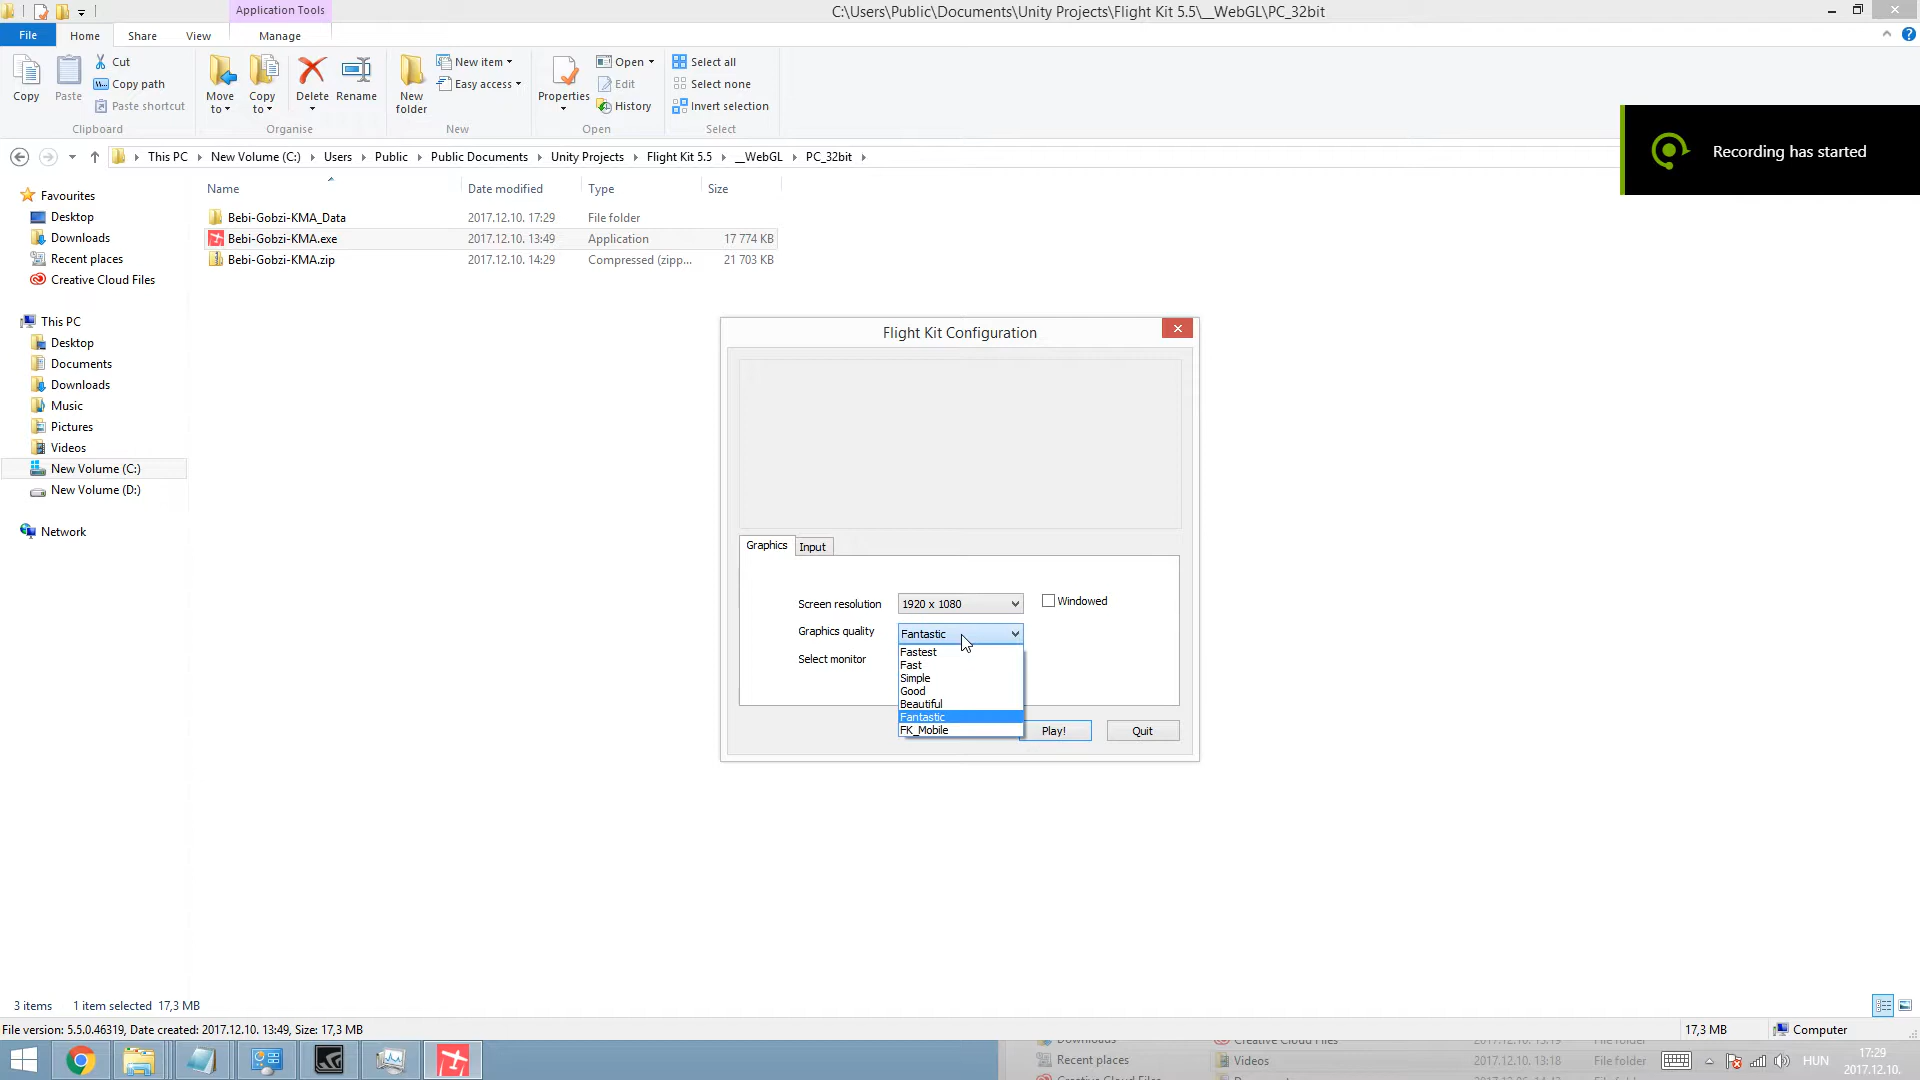 Application Tools
C:\Users\Public\Documents\Unity Projects\Flight Kit 5.5\__WebGL\PC_32bit
File Home Share View Manage
Copy
Paste
Cut
Copy path
Paste shortcut
Clipboard
Move to
Copy to
Delete
Rename
Organise
New folder
New item
Easy access
New
Properties
Open
Edit
History
Open
Select all
Select none
Invert selection
Select
Recording has started
This PC New Volume (C:) Users Public Public Documents Unity Projects Flight Kit 5.5 __WebGL PC_32bit
Name Date modified Type Size
Bebi-Gobzi-KMA_Data 2017.12.10. 17:29 File folder
Bebi-Gobzi-KMA.exe 2017.12.10. 13:49 Application 17 774 KB
Bebi-Gobzi-KMA.zip 2017.12.10. 14:29 Compressed (zipp... 21 703 KB
Favourites
Desktop
Downloads
Recent places
Creative Cloud Files
This PC
Desktop
Documents
Downloads
Music
Pictures
Videos
New Volume (C:)
New Volume (D:)
Network
Flight Kit Configuration
Graphics Input
Screen resolution 1920 x 1080 Windowed
Graphics quality Fantastic
Select monitor
Fastest
Fast
Simple
Good
Beautiful
Fantastic
FK_Mobile
Play! Quit
3 items 1 item selected 17,3 MB
File version: 5.5.0.46319, Date created: 2017.12.10. 13:49, Size: 17,3 MB
17,3 MB Computer
Recent places
Videos 2017.12.10. 13:18 File folder
HUN
17:29
2017.12.10.